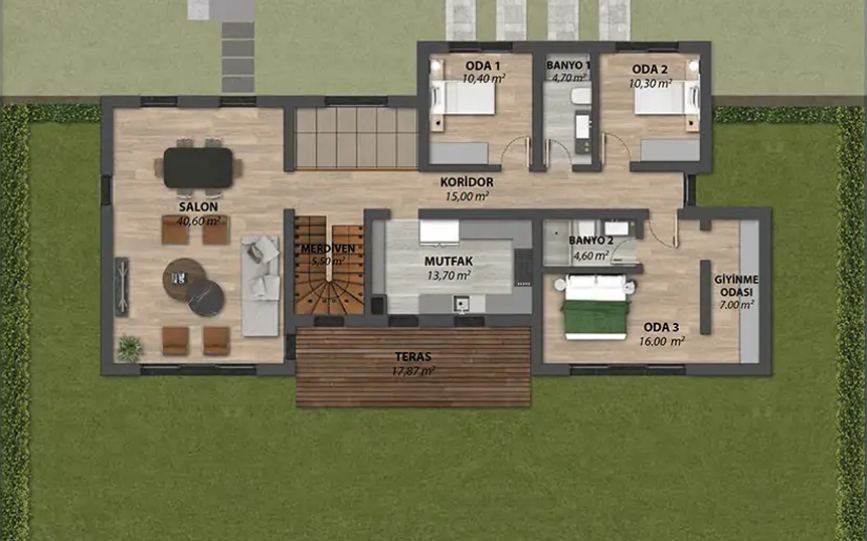 ODA 1
10,40 m²
BANYO 1
4,70 m²
ODA 2
10,30 m²
KORİDOR
15,00 m²
SALON
40,60 m²
MERDİVEN
5,50 m²
MUTFAK
13,70 m²
BANYO 2
4,60 m²
GİYİNME
ODASI
7.00 m²
ODA 3
16.00 m²
TERAS
17,87 m²